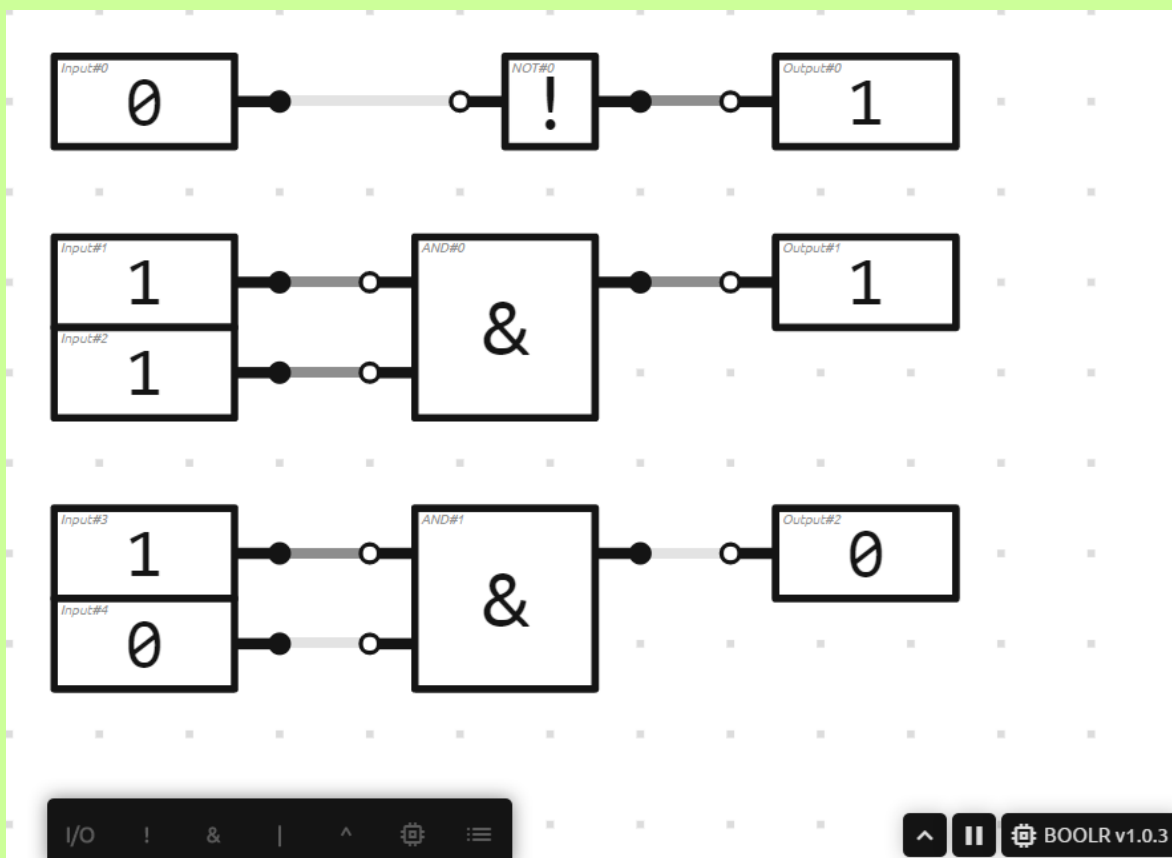 Input#0 NOT#0 Output#0
0 ! 1
Input#1 AND#0 Output#1
1 1
&
Input#2
1
Input#3 AND#1 Output#2
1 0
&
Input#4
0
I/O ! & | ^ BOOLR v1.0.3